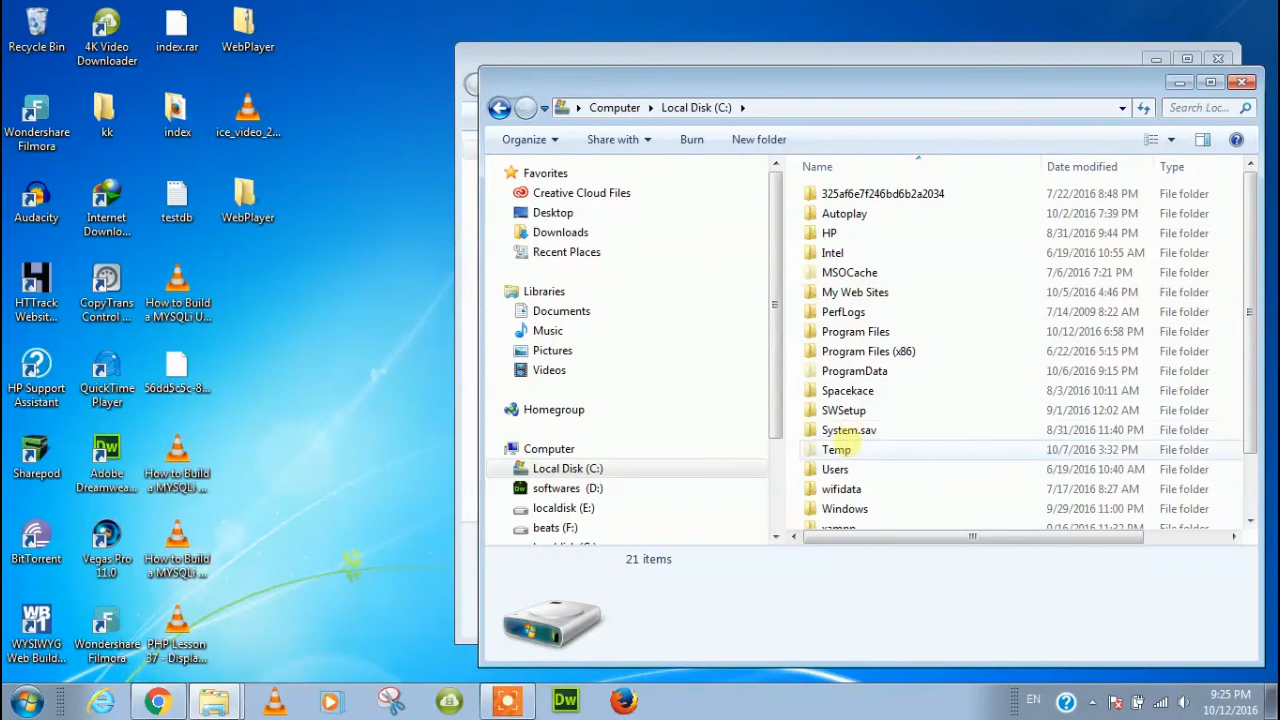 Recycle Bin
4K Video
Downloader
index.rar
WebPlayer
Wondershare
Filmora
kk
index
ice_video_2...
Audacity
Internet
Downlo...
testdb
WebPlayer
HTTrack
Websit...
CopyTrans
Control ...
How to Build
a MYSQLi U...
HP Support
Assistant
QuickTime
Player
56dd5c5c-8...
Sharepod
Adobe
Dreamwea...
How to Build
a MYSQLi ...
BitTorrent
Vegas Pro
11.0
How to Build
a MYSQLi ...
WYSIWYG
Web Build...
Wondershare
Filmora
PHP Lesson
37 - Displa...
Computer Local Disk (C:) Search Loc...
Organize Share with Burn New folder
Favorites
Creative Cloud Files
Desktop
Downloads
Recent Places
Libraries
Documents
Music
Pictures
Videos
Homegroup
Computer
Local Disk (C:)
softwares (D:)
localdisk (E:)
beats (F:)
Name Date modified Type
325af6e7f246bd6b2a2034 7/22/2016 8:48 PM File folder
Autoplay 10/2/2016 7:39 PM File folder
HP 8/31/2016 9:44 PM File folder
Intel 6/19/2016 10:55 AM File folder
MSOCache 7/6/2016 7:21 PM File folder
My Web Sites 10/5/2016 4:46 PM File folder
PerfLogs 7/14/2009 8:22 AM File folder
Program Files 10/12/2016 6:58 PM File folder
Program Files (x86) 6/22/2016 5:15 PM File folder
ProgramData 10/6/2016 9:15 PM File folder
Spacekace 8/3/2016 10:11 AM File folder
SWSetup 9/1/2016 12:02 AM File folder
System.sav 8/31/2016 11:40 PM File folder
Temp 10/7/2016 3:32 PM File folder
Users 6/19/2016 10:40 AM File folder
wifidata 7/17/2016 8:27 AM File folder
Windows 9/29/2016 11:00 PM File folder
xampp 9/16/2016 11:32 PM File folder
21 items
Dw
EN
9:25 PM
10/12/2016